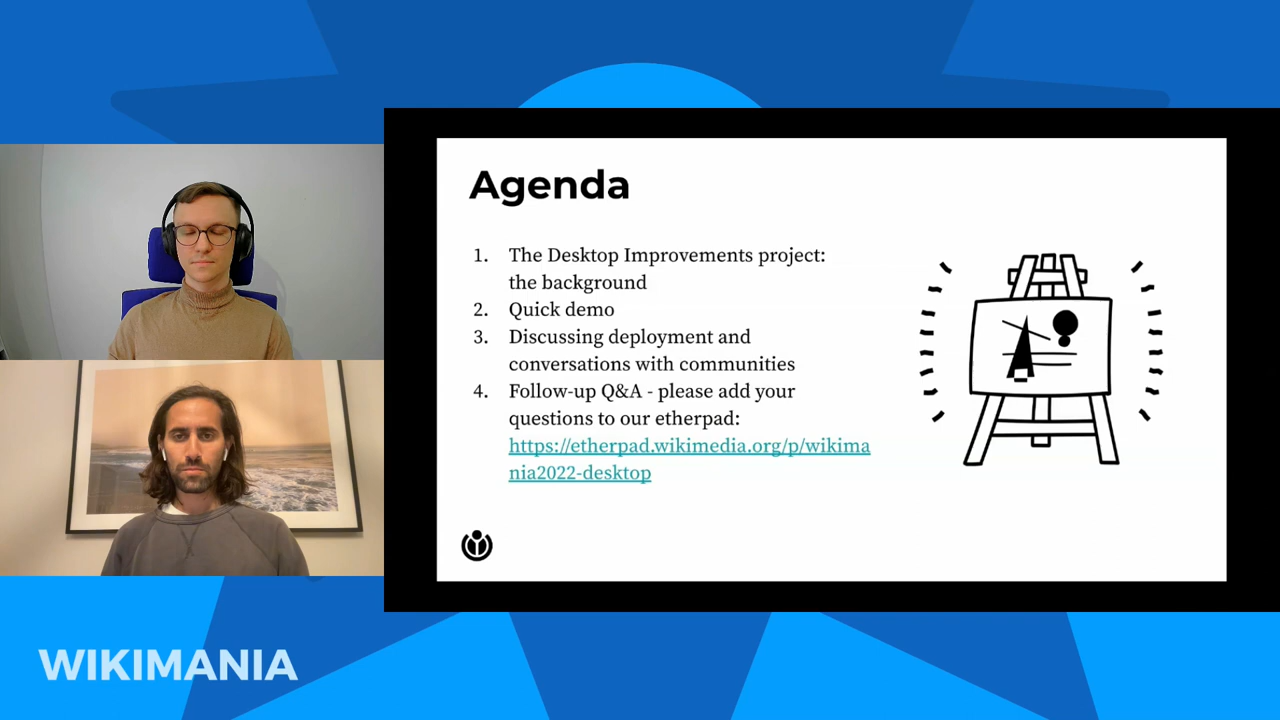 Agenda
1. The Desktop Improvements project:
the background
2. Quick demo
3. Discussing deployment and
conversations with communities
4. Follow-up Q&A - please add your
questions to our etherpad:
https://etherpad.wikimedia.org/p/wikima
nia2022-desktop
WIKIMANIA